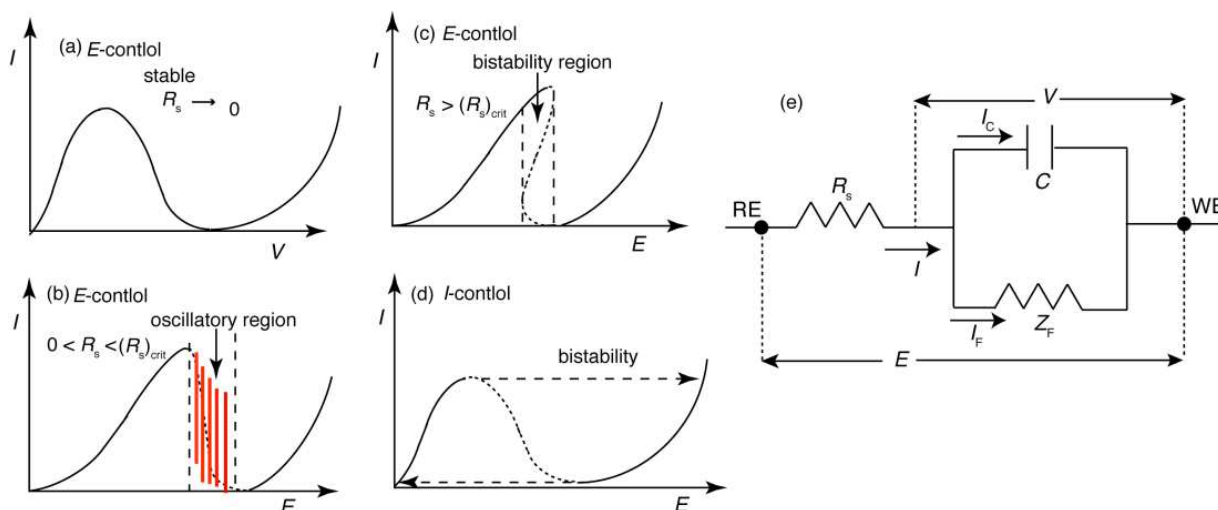 (a) E-contlol
I
stable
Rs → 0
V
(b) E-contlol
I
oscillatory region
0 < Rs < (Rs)crit
E
(c) E-contlol
I
bistability region
Rs > (Rs)crit
E
(d) I-contlol
I
bistability
E
(e)
V
IC
C
Rs
RE
WE
I
IF
ZF
E